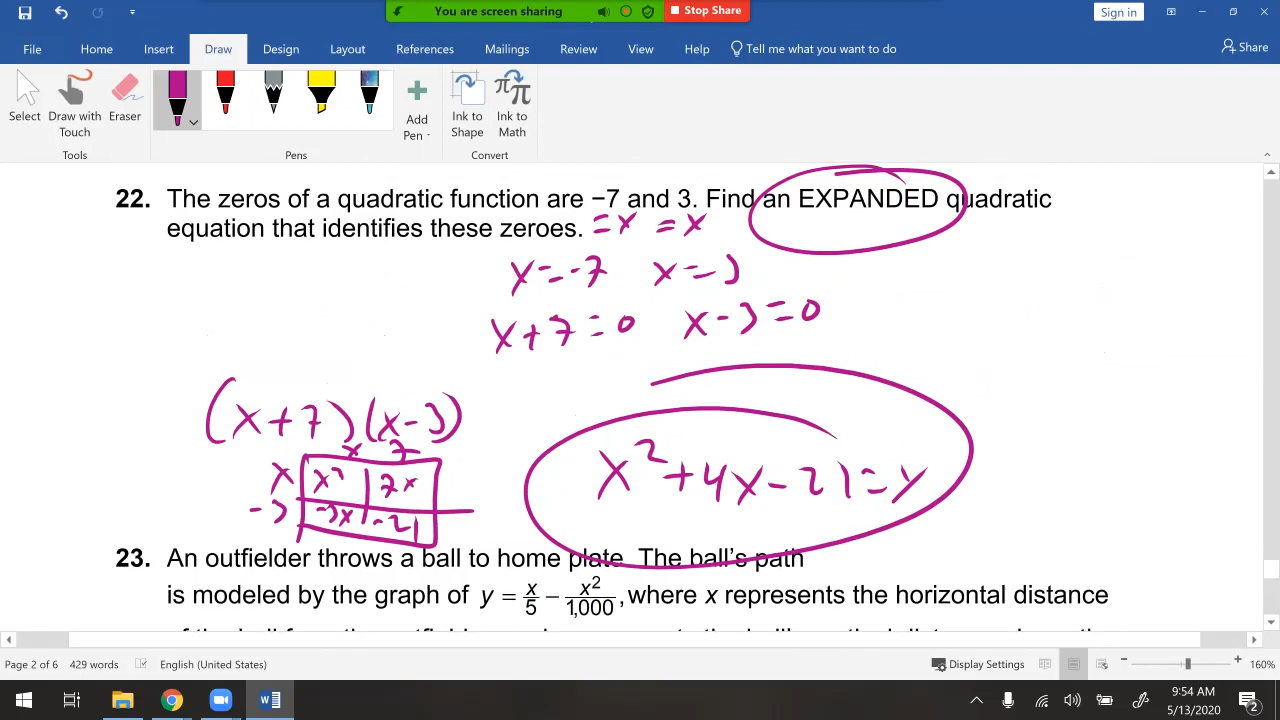 You are screen sharing Stop Share
Sign in
File Home Insert Draw Design Layout References Mailings Review View Help Tell me what you want to do Share
Select Draw with Touch Eraser Add Pen Ink to Shape Ink to Math
Tools Pens Convert
22. The zeros of a quadratic function are −7 and 3. Find an EXPANDED quadratic
equation that identifies these zeroes. =x =x
x=-7 x=3
x+7=0 x-3=0
(x+7)(x-3)
x 7
x x² 7x
-3 -3x -21
x²+4x-21=y
23. An outfielder throws a ball to home plate. The ball's path
is modeled by the graph of y = x/5 − x²/1,000, where x represents the horizontal distance
Page 2 of 6 429 words English (United States) Display Settings 160%
9:54 AM
5/13/2020
2